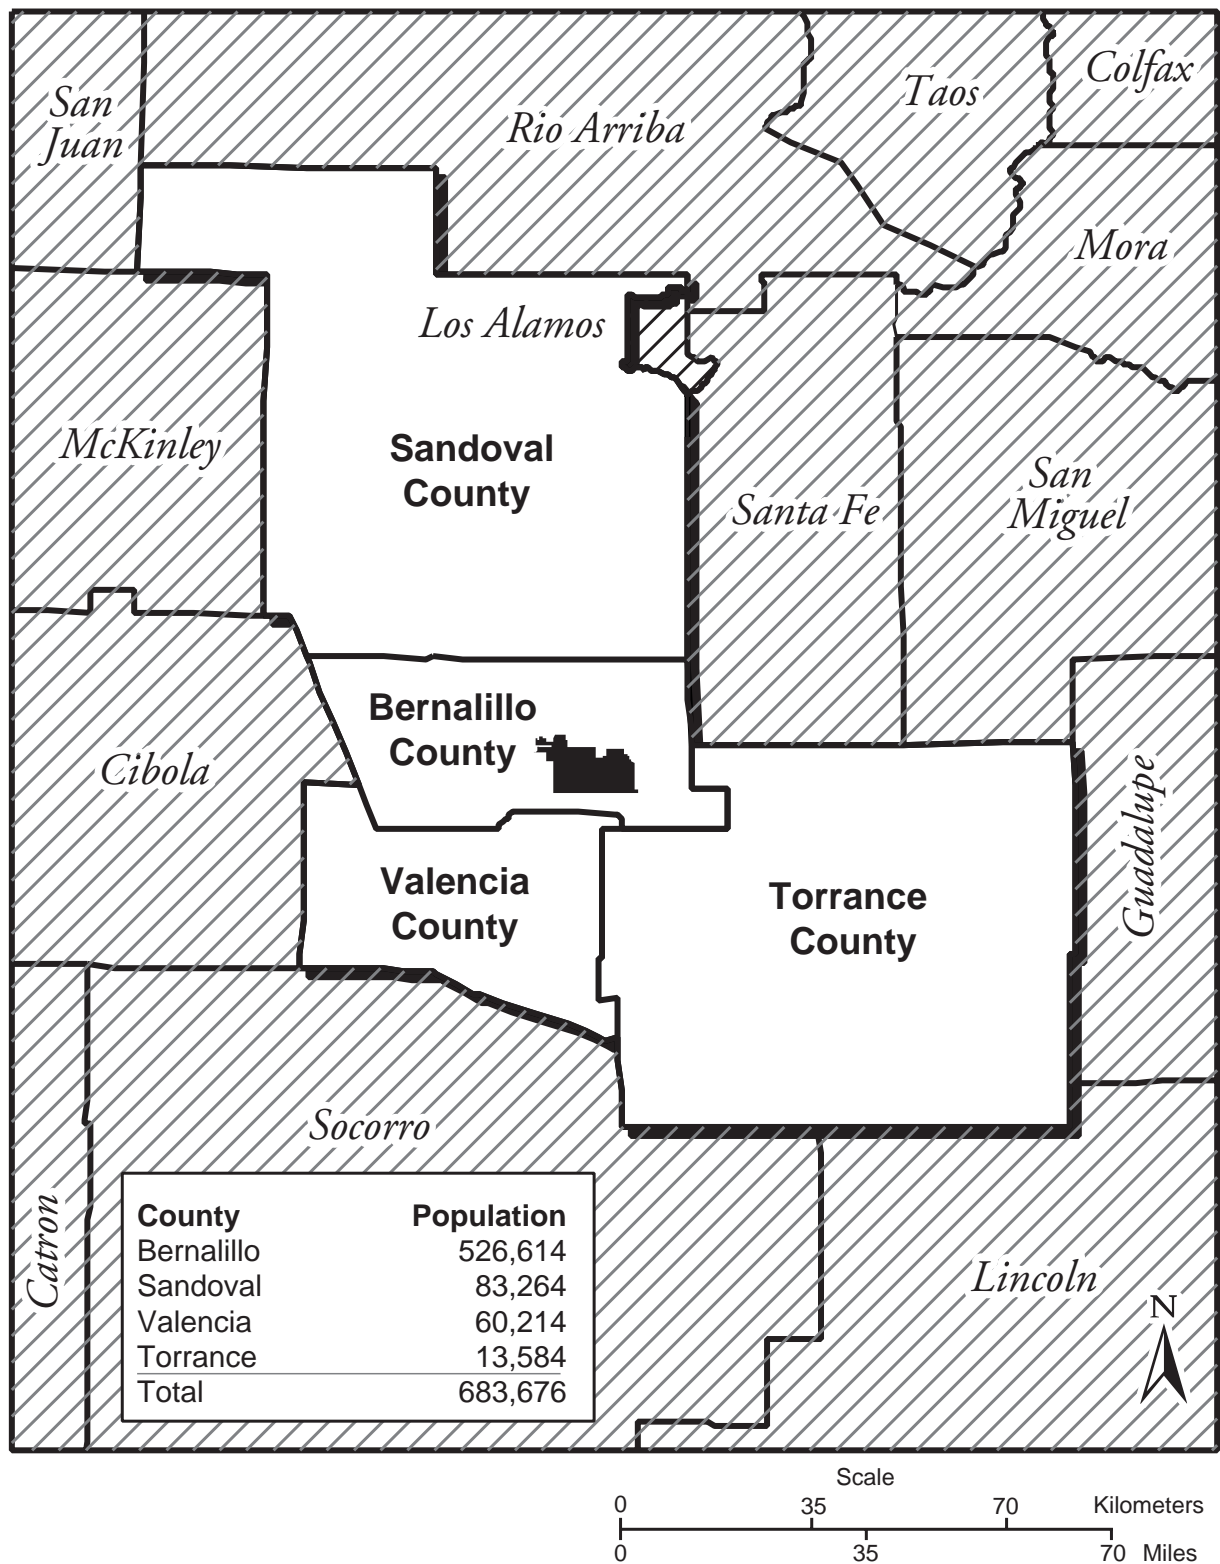 San
Juan
Rio Arriba
Taos
Colfax
Mora
Los Alamos
McKinley
Sandoval
County
Santa Fe
San
Miguel
Bernalillo
County
Cibola
Guadalupe
Valencia
County
Torrance
County
Socorro
Catron
Lincoln
N
County Population
Bernalillo 526,614
Sandoval 83,264
Valencia 60,214
Torrance 13,584
Total 683,676
Scale
0 35 70 Kilometers
0 35 70 Miles